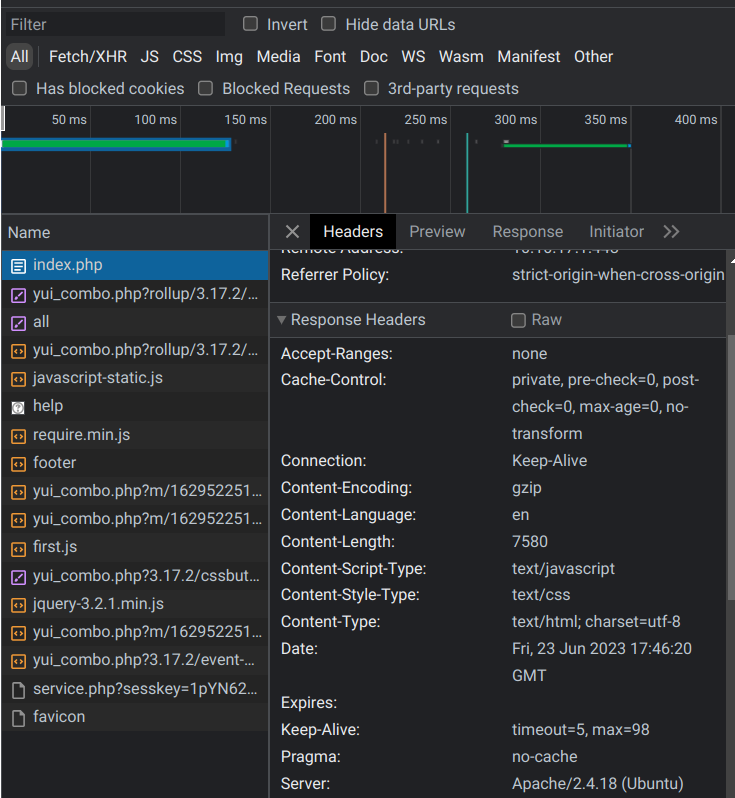 Filter Invert Hide data URLs
All Fetch/XHR JS CSS Img Media Font Doc WS Wasm Manifest Other
Has blocked cookies Blocked Requests 3rd-party requests
50 ms 100 ms 150 ms 200 ms 250 ms 300 ms 350 ms 400 ms
Name
index.php
yui_combo.php?rollup/3.17.2/…
all
yui_combo.php?rollup/3.17.2/…
javascript-static.js
help
require.min.js
footer
yui_combo.php?m/162952251…
yui_combo.php?m/162952251…
first.js
yui_combo.php?3.17.2/cssbut…
jquery-3.2.1.min.js
yui_combo.php?m/162952251…
yui_combo.php?3.17.2/event-…
service.php?sesskey=1pYN62…
favicon
Headers Preview Response Initiator
Remote Address:
Referrer Policy: strict-origin-when-cross-origin
Response Headers Raw
Accept-Ranges: none
Cache-Control: private, pre-check=0, post-
check=0, max-age=0, no-
transform
Connection: Keep-Alive
Content-Encoding: gzip
Content-Language: en
Content-Length: 7580
Content-Script-Type: text/javascript
Content-Style-Type: text/css
Content-Type: text/html; charset=utf-8
Date: Fri, 23 Jun 2023 17:46:20
GMT
Expires:
Keep-Alive: timeout=5, max=98
Pragma: no-cache
Server: Apache/2.4.18 (Ubuntu)